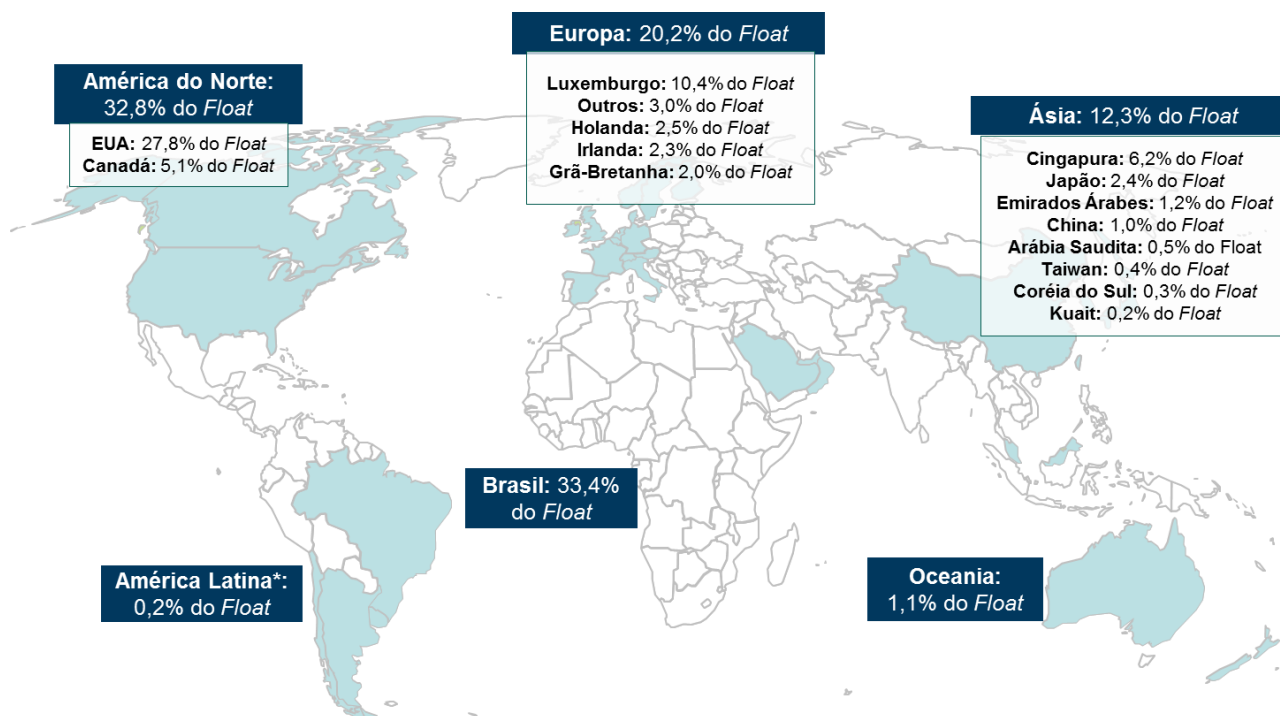 América do Norte:
32,8% do Float
EUA: 27,8% do Float
Canadá: 5,1% do Float
Europa: 20,2% do Float
Luxemburgo: 10,4% do Float
Outros: 3,0% do Float
Holanda: 2,5% do Float
Irlanda: 2,3% do Float
Grã-Bretanha: 2,0% do Float
Ásia: 12,3% do Float
Cingapura: 6,2% do Float
Japão: 2,4% do Float
Emirados Árabes: 1,2% do Float
China: 1,0% do Float
Arábia Saudita: 0,5% do Float
Taiwan: 0,4% do Float
Coréia do Sul: 0,3% do Float
Kuait: 0,2% do Float
Brasil: 33,4%
do Float
América Latina*:
0,2% do Float
Oceania:
1,1% do Float